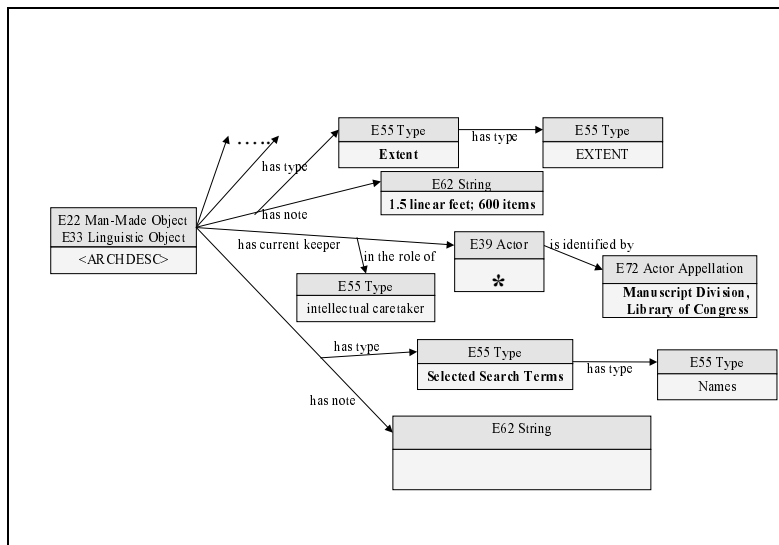 .....
E55 Type
has type
E55 Type
Extent
EXTENT
has type
E62 String
1.5 linear feet; 600 items
has note
E22 Man-Made Object
E33 Linguistic Object
<ARCHDESC>
has current keeper
in the role of
E39 Actor
*
is identified by
E72 Actor Appellation
Manuscript Division,
Library of Congress
E55 Type
intellectual caretaker
has type
E55 Type
Selected Search Terms
has type
E55 Type
Names
has note
E62 String